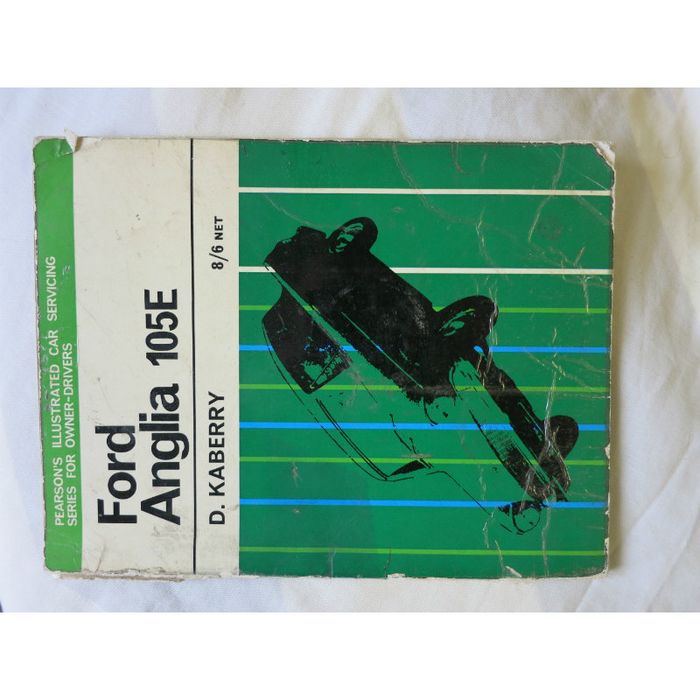 PEARSON'S ILLUSTRATED CAR SERVICING
SERIES FOR OWNER-DRIVERS
Ford
Anglia 105E
D. KABERRY 8/6 NET